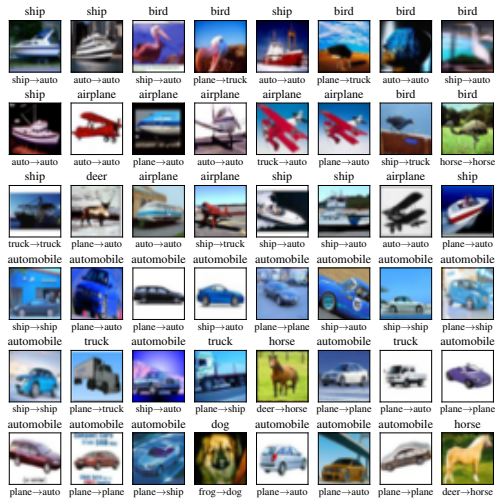 ship ship bird bird ship bird bird bird
ship→auto auto→auto ship→auto plane→truck auto→auto plane→truck auto→auto ship→auto
ship airplane airplane airplane airplane airplane bird bird
auto→auto auto→auto plane→auto auto→auto truck→auto plane→auto ship→truck horse→horse
ship deer airplane airplane ship ship airplane ship
truck→truck plane→auto auto→auto ship→truck ship→auto ship→auto auto→auto plane→auto
automobile automobile automobile automobile automobile automobile automobile automobile
ship→ship plane→auto plane→auto ship→auto plane→plane ship→auto ship→ship plane→ship
automobile truck automobile truck horse automobile truck automobile
ship→ship plane→truck ship→auto plane→ship deer→horse plane→plane plane→auto plane→plane
automobile automobile automobile dog automobile automobile automobile horse
plane→auto plane→plane plane→ship frog→dog plane→auto plane→auto plane→plane deer→horse